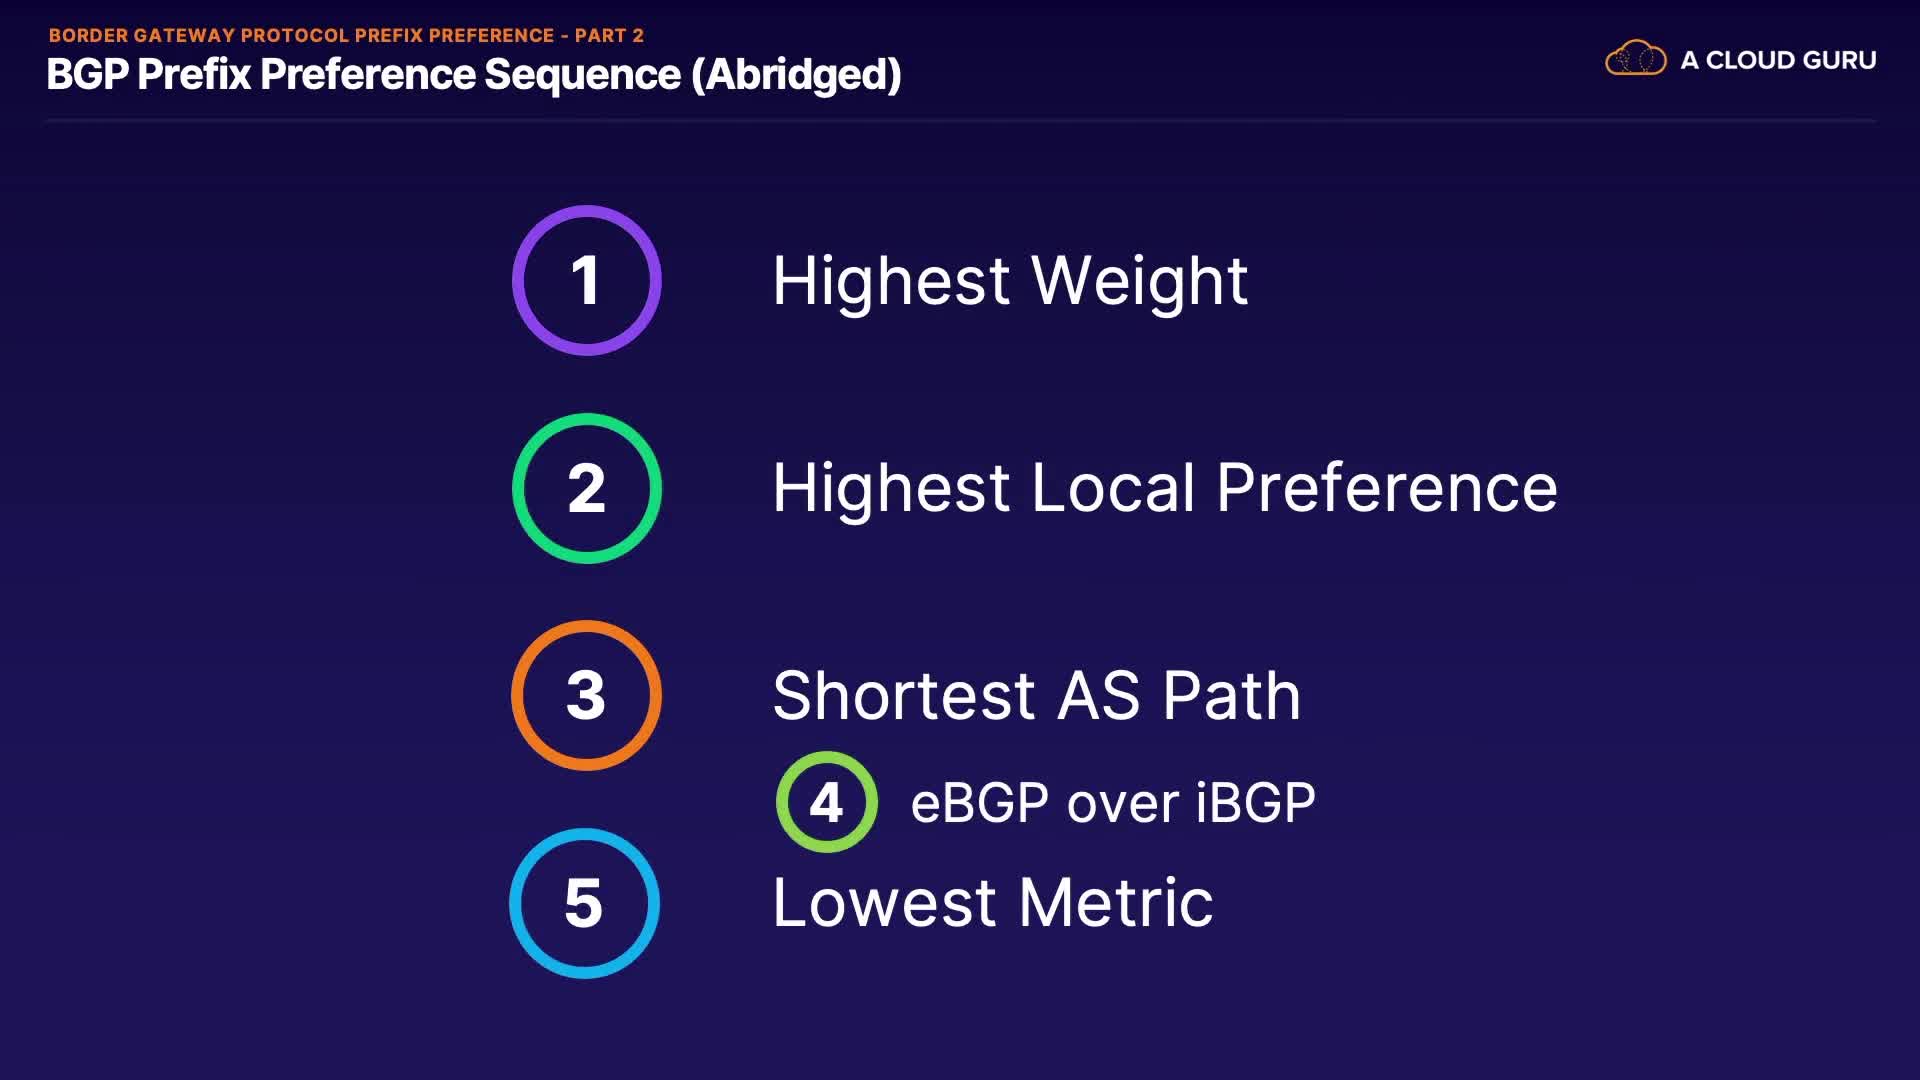 BORDER GATEWAY PROTOCOL PREFIX PREFERENCE - PART 2
BGP Prefix Preference Sequence (Abridged)
A CLOUD GURU
1 Highest Weight
2 Highest Local Preference
3 Shortest AS Path
4 eBGP over iBGP
5 Lowest Metric